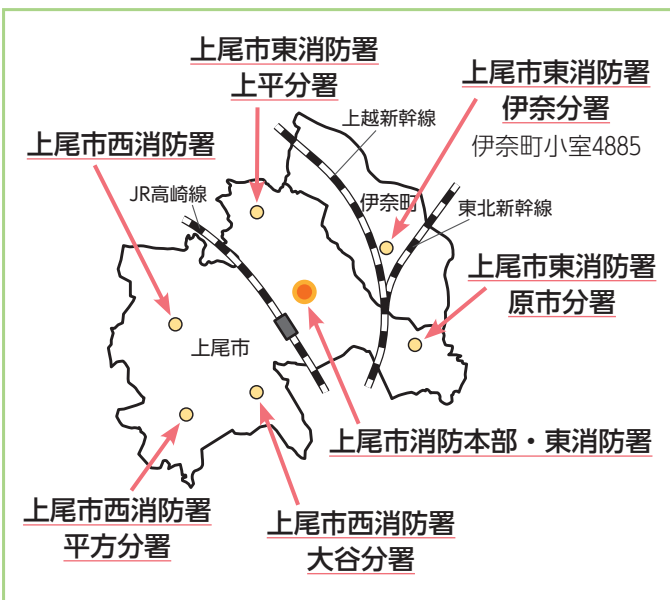 上尾市東消防署
上平分署
上尾市東消防署
伊奈分署
伊奈町小室4885
上越新幹線
上尾市西消防署
JR高崎線
伊奈町
東北新幹線
上尾市東消防署
原市分署
上尾市
上尾市消防本部・東消防署
上尾市西消防署
平方分署
上尾市西消防署
大谷分署